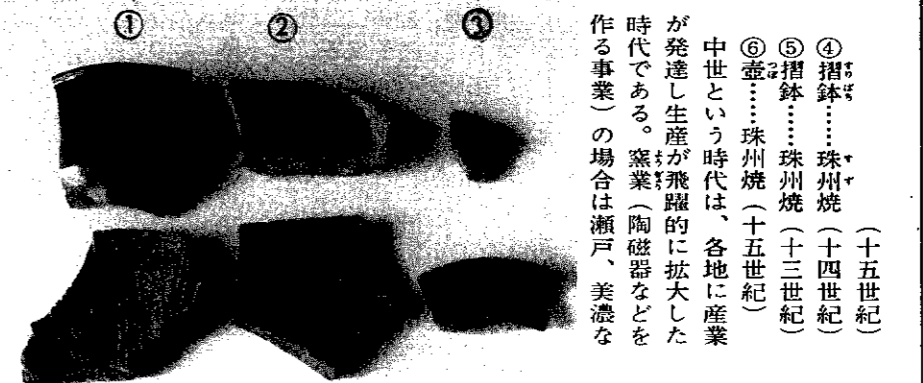 ① ② ③
(十五世紀)
④摺鉢……珠州焼(十四世紀)
⑤摺鉢……珠州焼(十三世紀)
⑥壺……珠州焼(十五世紀)
中世という時代は、各地に産業
が発達し生産が飛躍的に拡大した
時代である。窯業(陶磁器などを
作る事業)の場合は瀬戸、美濃な